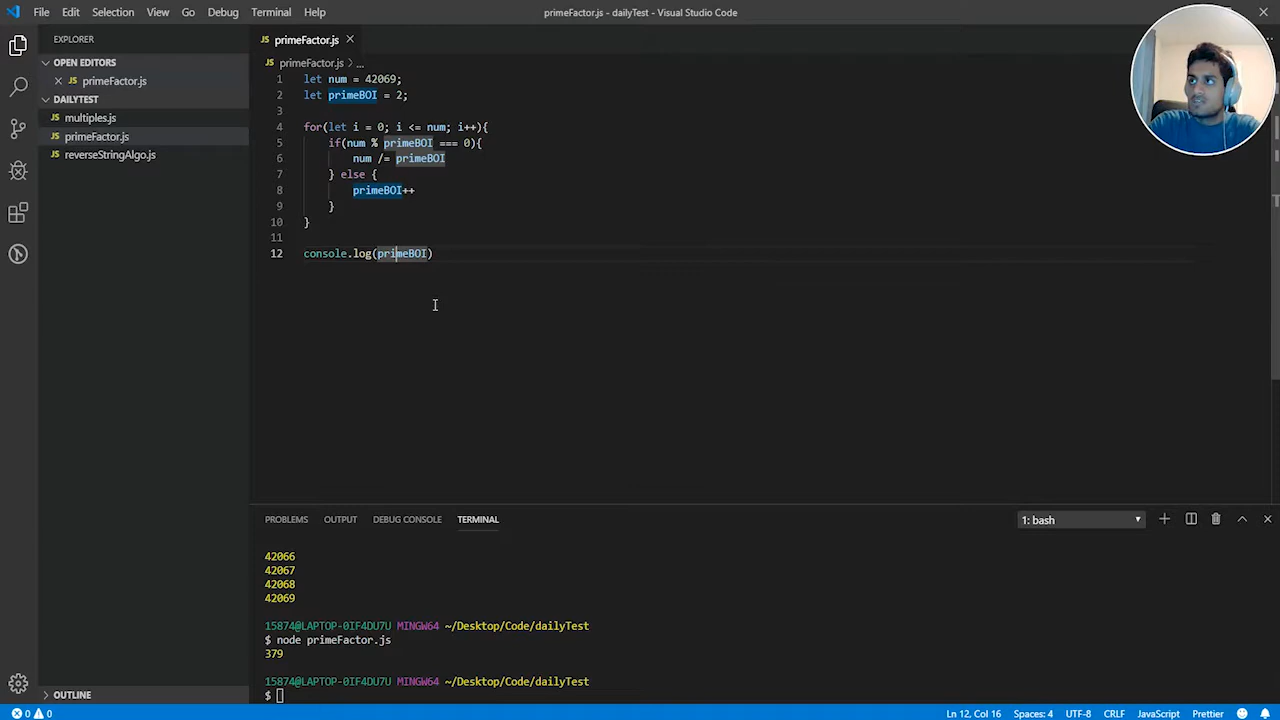 File Edit Selection View Go Debug Terminal Help
primeFactor.js - dailyTest - Visual Studio Code
EXPLORER
OPEN EDITORS
primeFactor.js
DAILYTEST
multiples.js
primeFactor.js
reverseStringAlgo.js
OUTLINE
JS primeFactor.js
JS primeFactor.js > ...
1 let num = 42069;
2 let primeBOI = 2;
3
4 for(let i = 0; i <= num; i++){
5 if(num % primeBOI === 0){
6 num /= primeBOI
7 } else {
8 primeBOI++
9 }
10 }
11
12 console.log(primeBOI)
PROBLEMS OUTPUT DEBUG CONSOLE TERMINAL
1: bash
42066
42067
42068
42069
15874@LAPTOP-0IF4DU7U MINGW64 ~/Desktop/Code/dailyTest
$ node primeFactor.js
379
15874@LAPTOP-0IF4DU7U MINGW64 ~/Desktop/Code/dailyTest
$
0 0
Ln 12, Col 16 Spaces: 4 UTF-8 CRLF JavaScript Prettier